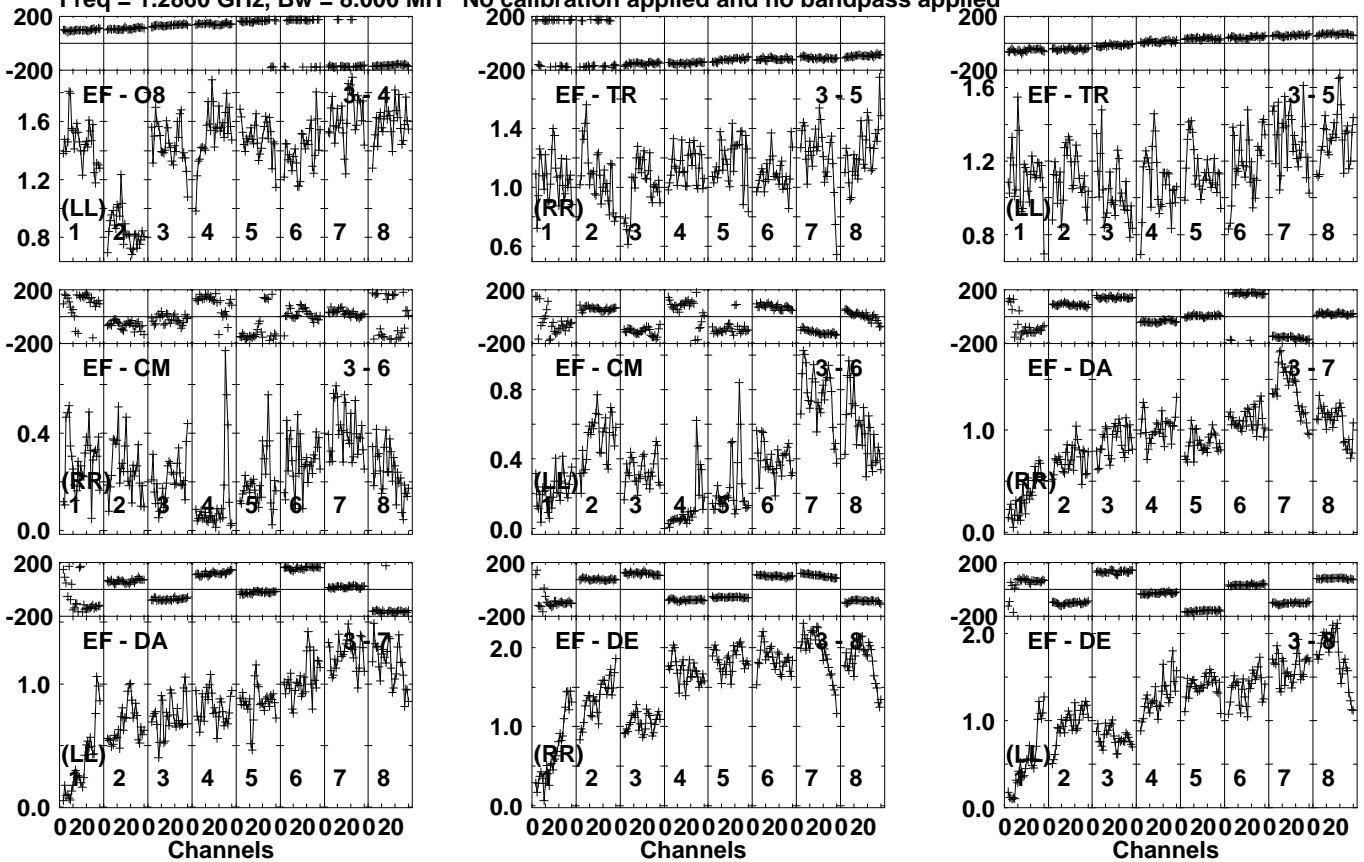 Freq = 1.2860 GHz, Bw = 8.000 MH No calibration applied and no bandpass applied
200 200 200
-200 -200 -200
EF - O8 3 - 4 EF - TR 3 - 5 EF - TR 3 - 5
1.6 1.4 1.6
1.2 1.0 1.2
0.8 0.6 0.8
(LL) (RR) (LL)
1 2 3 4 5 6 7 8 1 2 3 4 5 6 7 8 1 2 3 4 5 6 7 8
200 200 200
-200 -200 -200
EF - CM 3 - 6 EF - CM 3 - 6 EF - DA 3 - 7
0.4 0.8 1.0
0.0 0.4 0.0
0.0
(RR) (LL) (RR)
1 2 3 4 5 6 7 8 1 2 3 4 5 6 7 8 1 2 3 4 5 6 7 8
200 200 200
-200 -200 -200
EF - DA 3 - 7 EF - DE 3 - 8 EF - DE 3 - 8
1.0 2.0 2.0
0.0 1.0 1.0
0.0 0.0
(LL) (RR) (LL)
1 2 3 4 5 6 7 8 1 2 3 4 5 6 7 8 1 2 3 4 5 6 7 8
0 20 0 20 0 20 0 20 0 20 0 20 0 20 0 20 0 20 0 20 0 20 0 20 0 20 0 20 0 20 0 20 0 20 0 20 0 20 0 20 0 20 0 20 0 20 0 20
Channels Channels Channels